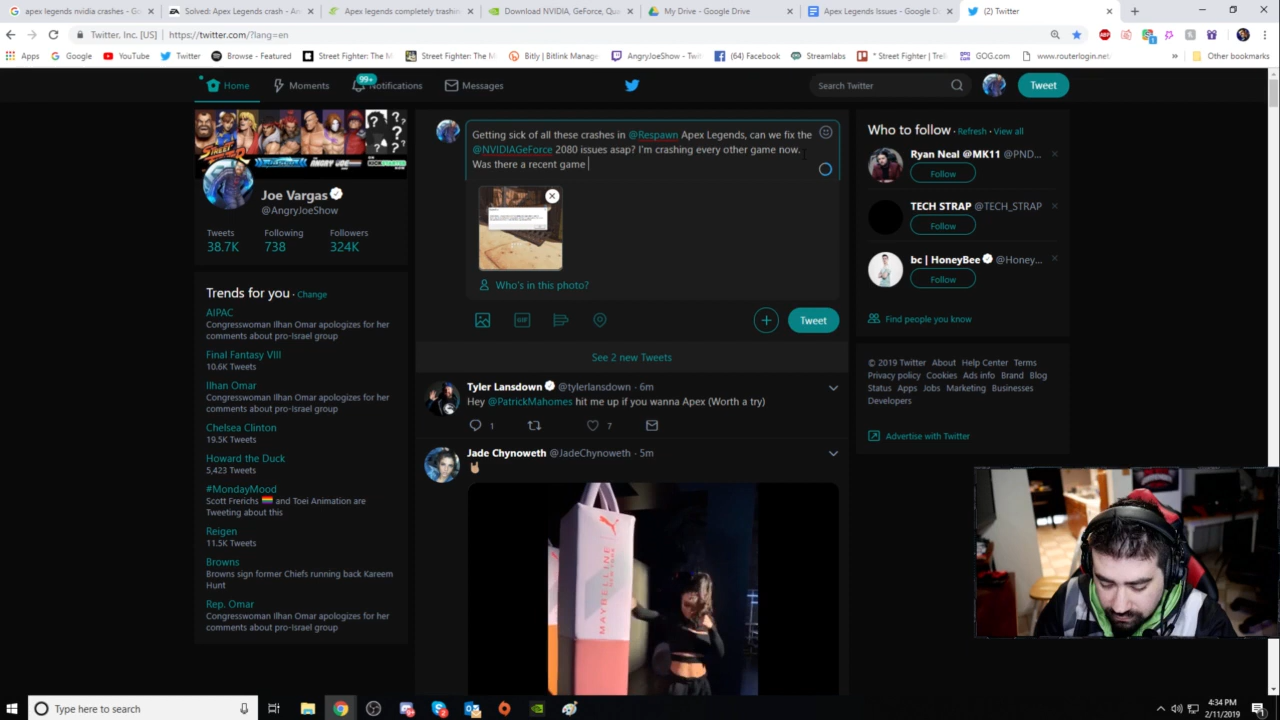 apex legends nvidia crashes - Go
Solved: Apex Legends crash - An
Apex legends completely trashin
Download NVIDIA, GeForce, Qua
My Drive - Google Drive
Apex Legends Issues - Google D
(2) Twitter
Twitter, Inc. [US]
https://twitter.com/?lang=en
Apps
Google
YouTube
Twitter
Browse - Featured
Street Fighter: The M
Street Fighter: The M
Bitly | Bitlink Manage
AngryJoeShow - Twi
(64) Facebook
Streamlabs
* Street Fighter | Trel
GOG.com
www.routerlogin.net
»
Other bookmarks
Home
Moments
99+
Notifications
Messages
Search Twitter
Tweet
Joe Vargas
@AngryJoeShow
Tweets
Following
Followers
38.7K
738
324K
Trends for you · Change
AIPAC
Congresswoman Ilhan Omar apologizes for her
comments about pro-Israel group
Final Fantasy VIII
10.6K Tweets
Ilhan Omar
Congresswoman Ilhan Omar apologizes for her
comments about pro-Israel group
Chelsea Clinton
19.5K Tweets
Howard the Duck
5,423 Tweets
#MondayMood
Scott Frerichs 🏳️‍🌈 and Toei Animation are
Tweeting about this
Reigen
11.5K Tweets
Browns
Browns sign former Chiefs running back Kareem
Hunt
Rep. Omar
Congresswoman Ilhan Omar apologizes for her
comments about pro-Israel group
Getting sick of all these crashes in @Respawn Apex Legends, can we fix the
@NVIDIAGeForce 2080 issues asap? I'm crashing every other game now.
Was there a recent game
Who's in this photo?
GIF
Tweet
See 2 new Tweets
Tyler Lansdown @tylerlansdown · 6m
Hey @PatrickMahomes hit me up if you wanna Apex (Worth a try)
1
7
Jade Chynoweth @JadeChynoweth · 5m
🤘🏼
MAYBELLINE
NEW YORK
Who to follow · Refresh · View all
Ryan Neal @MK11 @PND...
Follow
TECH STRAP @TECH_STRAP
Follow
bc | HoneyBee @Honey...
Follow
Find people you know
© 2019 Twitter About Help Center Terms
Privacy policy Cookies Ads info Brand Blog
Status Apps Jobs Marketing Businesses
Developers
Advertise with Twitter
Type here to search
4:34 PM
2/11/2019